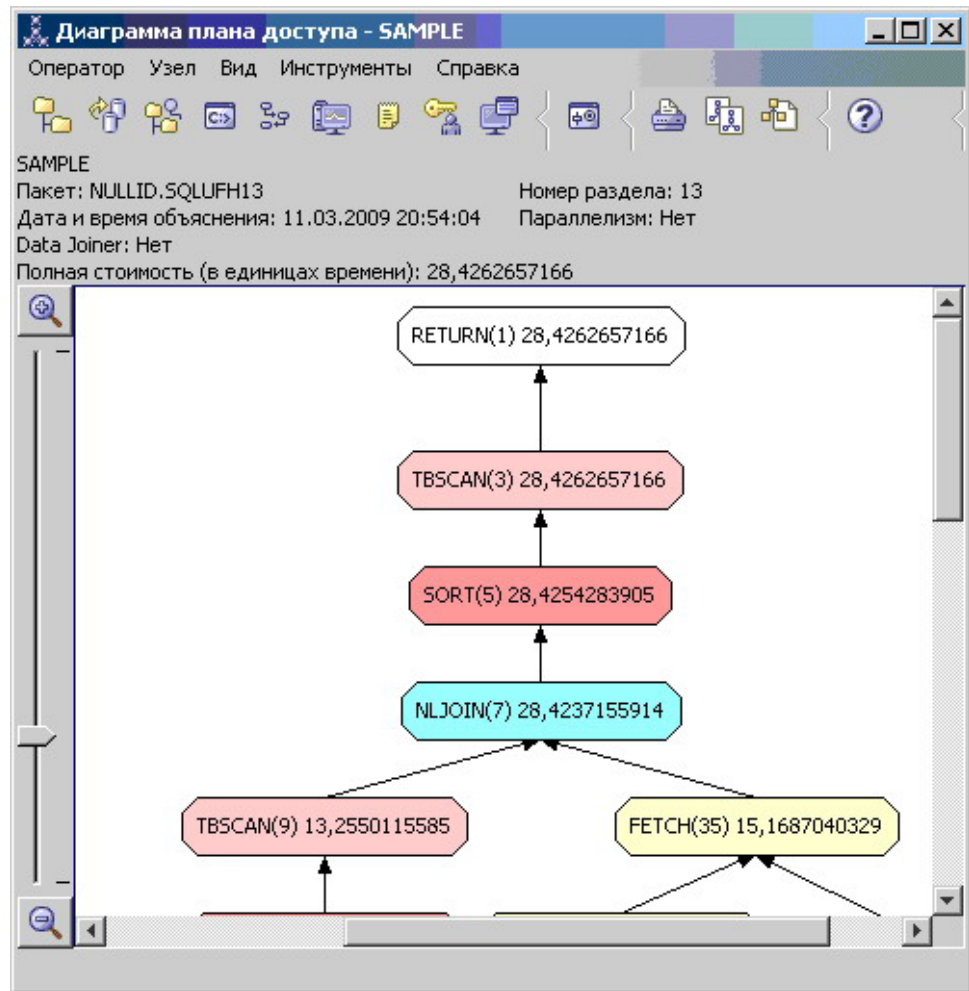 Диаграмма плана доступа - SAMPLE
Оператор Узел Вид Инструменты Справка
SAMPLE
Пакет: NULLID.SQLUFH13 Номер раздела: 13
Дата и время объяснения: 11.03.2009 20:54:04 Параллелизм: Нет
Data Joiner: Нет
Полная стоимость (в единицах времени): 28,4262657166
RETURN(1) 28,4262657166
TBSCAN(3) 28,4262657166
SORT(5) 28,4254283905
NLJOIN(7) 28,4237155914
TBSCAN(9) 13,2550115585 FETCH(35) 15,1687040329